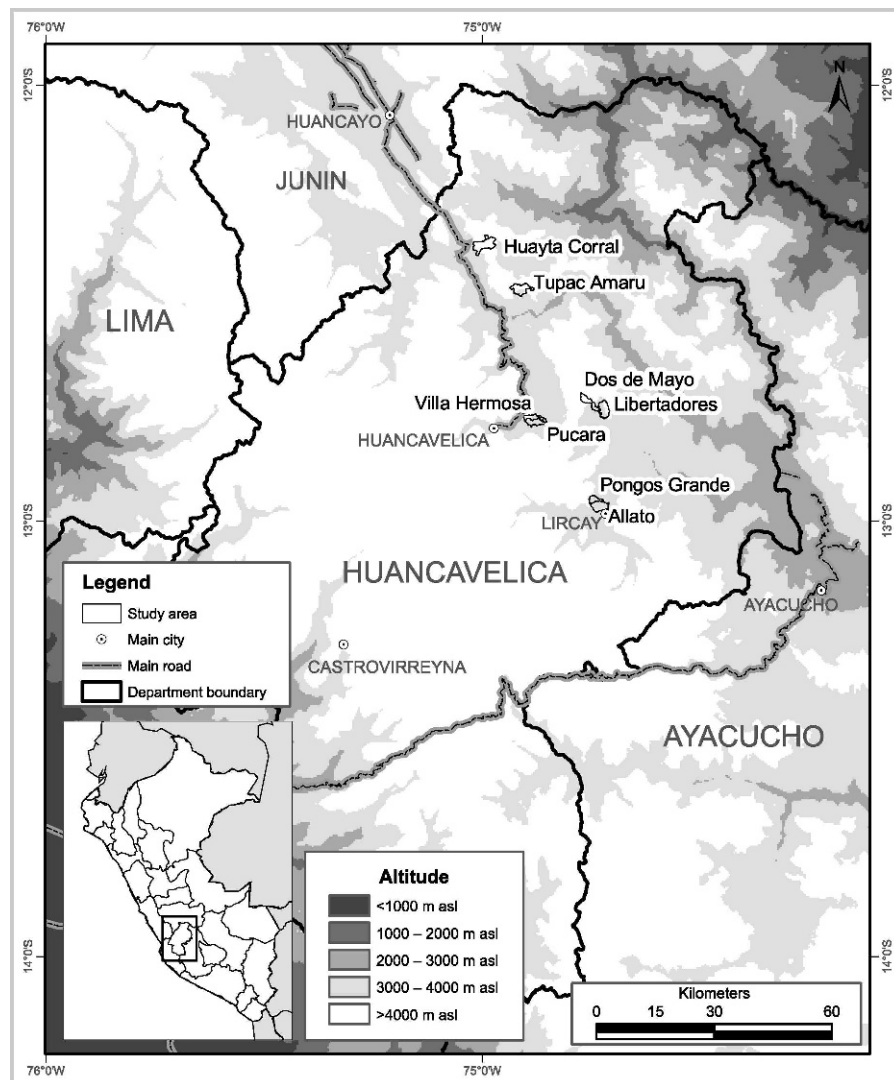 76°0'W
75°0'W
12°0'S
N
HUANCAYO
JUNIN
Huayta Corral
Tupac Amaru
LIMA
Dos de Mayo
Villa Hermosa
Libertadores
HUANCAVELICA
Pucara
Pongos Grande
LIRCAY
Allato
13°0'S
HUANCAVELICA
AYACUCHO
Legend
Study area
Main city
Main road
Department boundary
CASTROVIRREYNA
AYACUCHO
Altitude
<1000 m asl
1000 – 2000 m asl
2000 – 3000 m asl
3000 – 4000 m asl
>4000 m asl
14°0'S
14°0'S
Kilometers
0 15 30 60
76°0'W
75°0'W
12°0'S
13°0'S